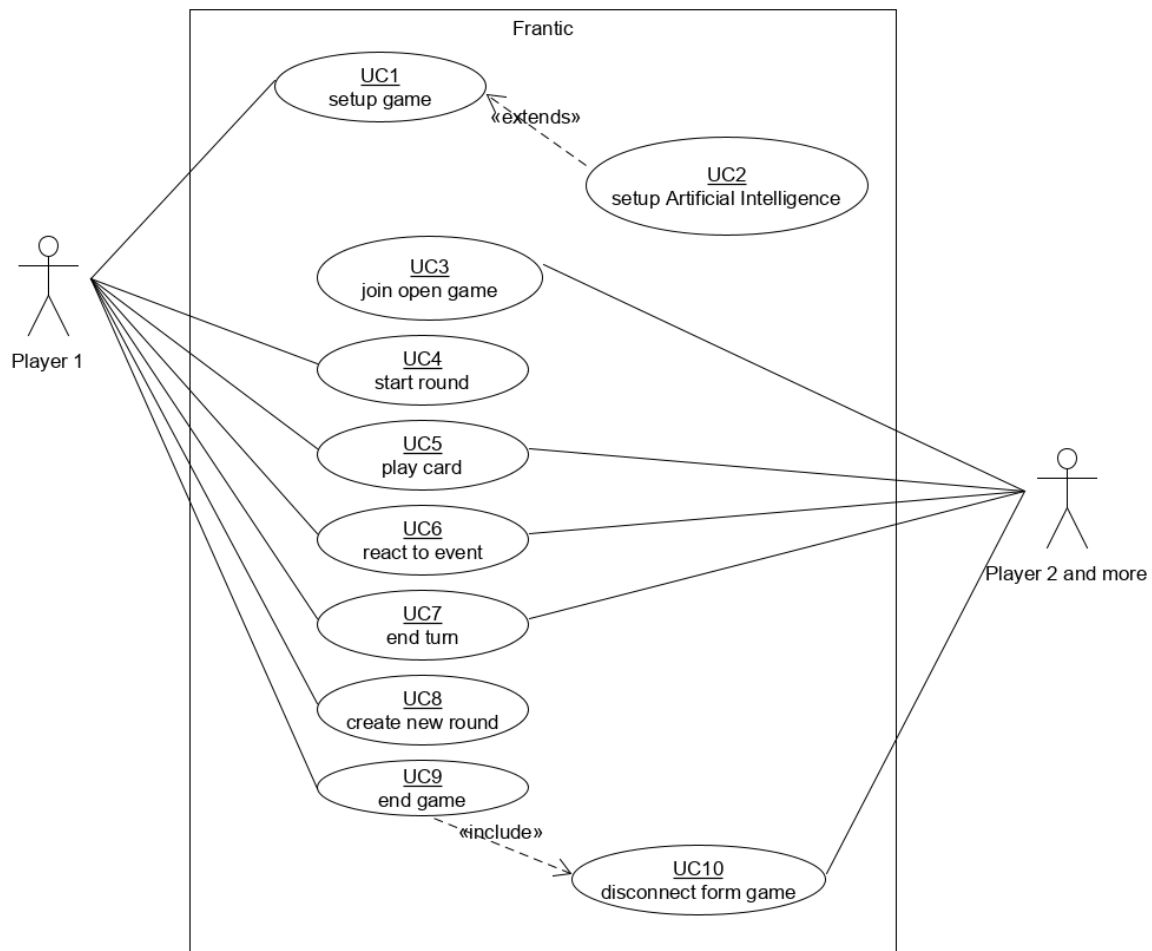 Frantic
UC1
setup game
«extends»
UC2
setup Artificial Intelligence
UC3
join open game
Player 1
UC4
start round
UC5
play card
UC6
react to event
Player 2 and more
UC7
end turn
UC8
create new round
UC9
end game
«include»
UC10
disconnect form game